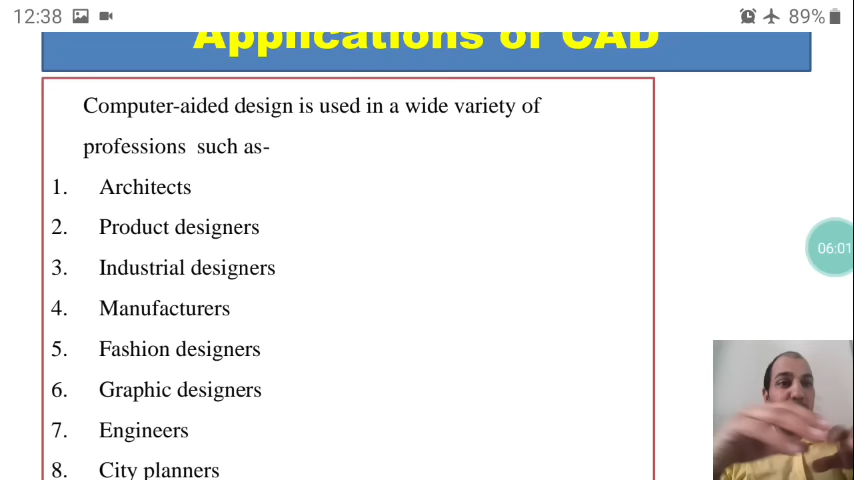 12:38 89%
Applications of CAD
Computer-aided design is used in a wide variety of
professions such as-
1. Architects
2. Product designers
3. Industrial designers
4. Manufacturers
5. Fashion designers
6. Graphic designers
7. Engineers
8. City planners
06:01